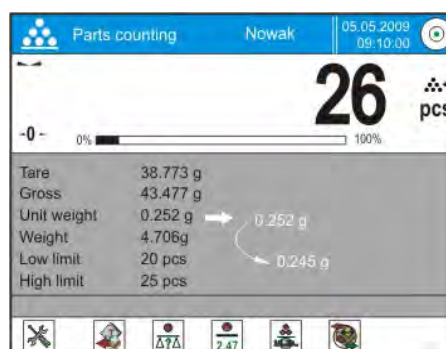 Parts counting Nowak 05.05.2009
09:10:00
26 pcs
-0- 0% 100%
Tare 38.773 g
Gross 43.477 g
Unit weight 0.252 g 0.252 g
Weight 4.706g
0.245 g
Low limit 20 pcs
High limit 25 pcs
?
2.47